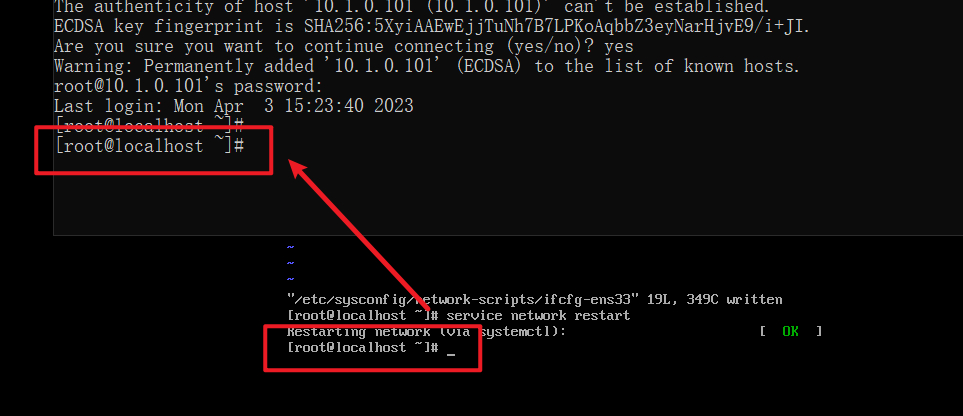 The authenticity of host '10.1.0.101 (10.1.0.101)' can't be established.
ECDSA key fingerprint is SHA256:5XyiAAEwEjjTuNh7B7LPKoAqbbZ3eyNarHjvE9/i+JI.
Are you sure you want to continue connecting (yes/no)? yes
Warning: Permanently added '10.1.0.101' (ECDSA) to the list of known hosts.
root@10.1.0.101's password:
Last login: Mon Apr  3 15:23:40 2023
[root@localhost ~]#
[root@localhost ~]#
~
~
~
"/etc/sysconfig/network-scripts/ifcfg-ens33" 19L, 349C written
[root@localhost ~]# service network restart
Restarting network (via systemctl):                        [  OK  ]
[root@localhost ~]# _